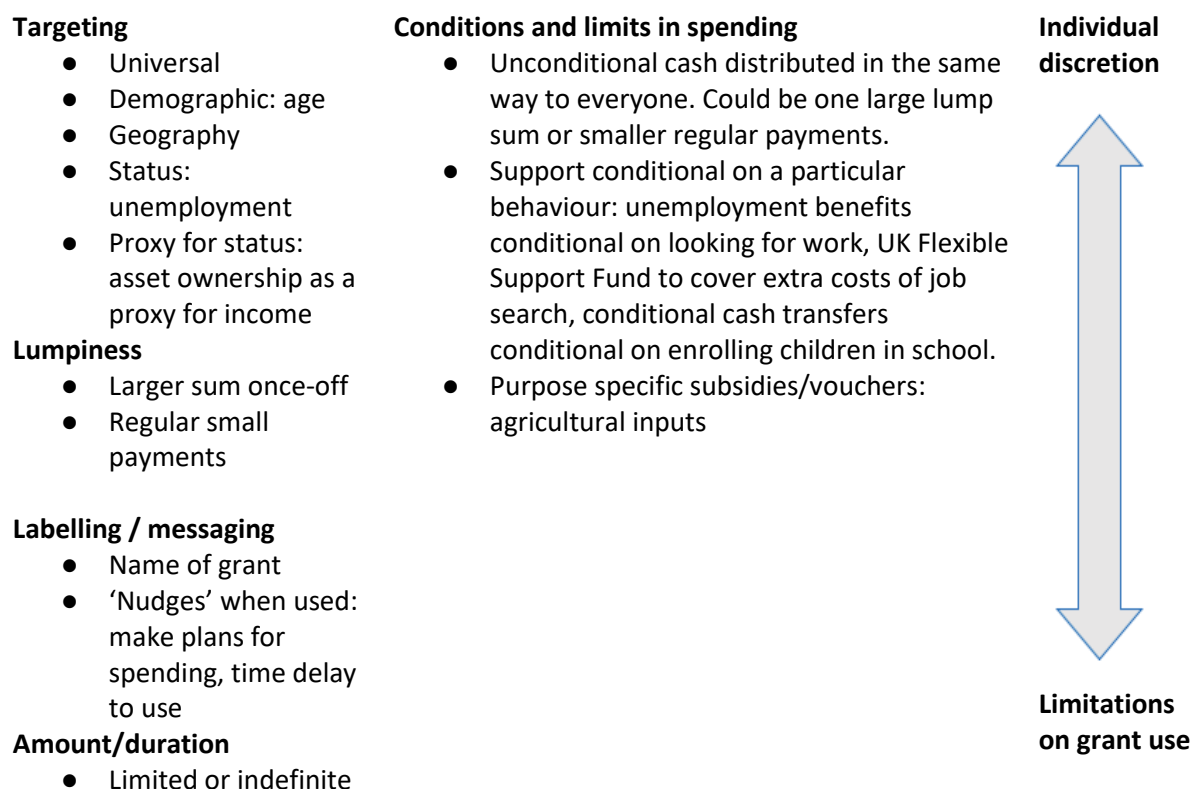 Targeting
● Universal
● Demographic: age
● Geography
● Status:
unemployment
● Proxy for status:
asset ownership as a
proxy for income
Lumpiness
● Larger sum once-off
● Regular small
payments
Labelling / messaging
● Name of grant
● ‘Nudges’ when used:
make plans for
spending, time delay
to use
Amount/duration
● Limited or indefinite
Conditions and limits in spending
● Unconditional cash distributed in the same
way to everyone. Could be one large lump
sum or smaller regular payments.
● Support conditional on a particular
behaviour: unemployment benefits
conditional on looking for work, UK Flexible
Support Fund to cover extra costs of job
search, conditional cash transfers
conditional on enrolling children in school.
● Purpose specific subsidies/vouchers:
agricultural inputs
Individual
discretion
Limitations
on grant use